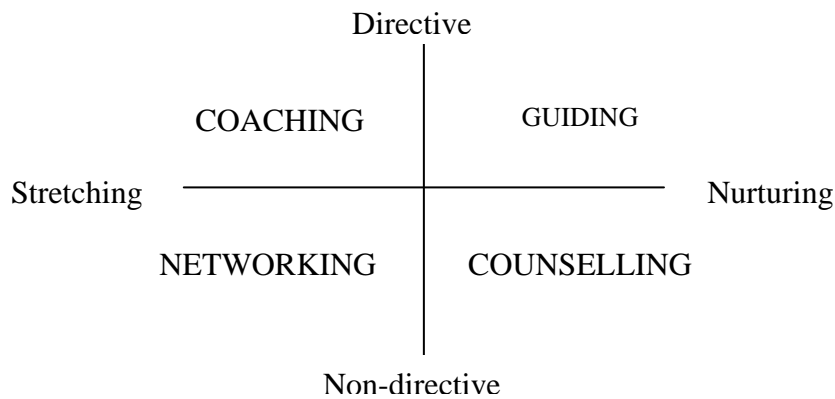 Directive
COACHING GUIDING
Stretching Nurturing
NETWORKING COUNSELLING
Non-directive